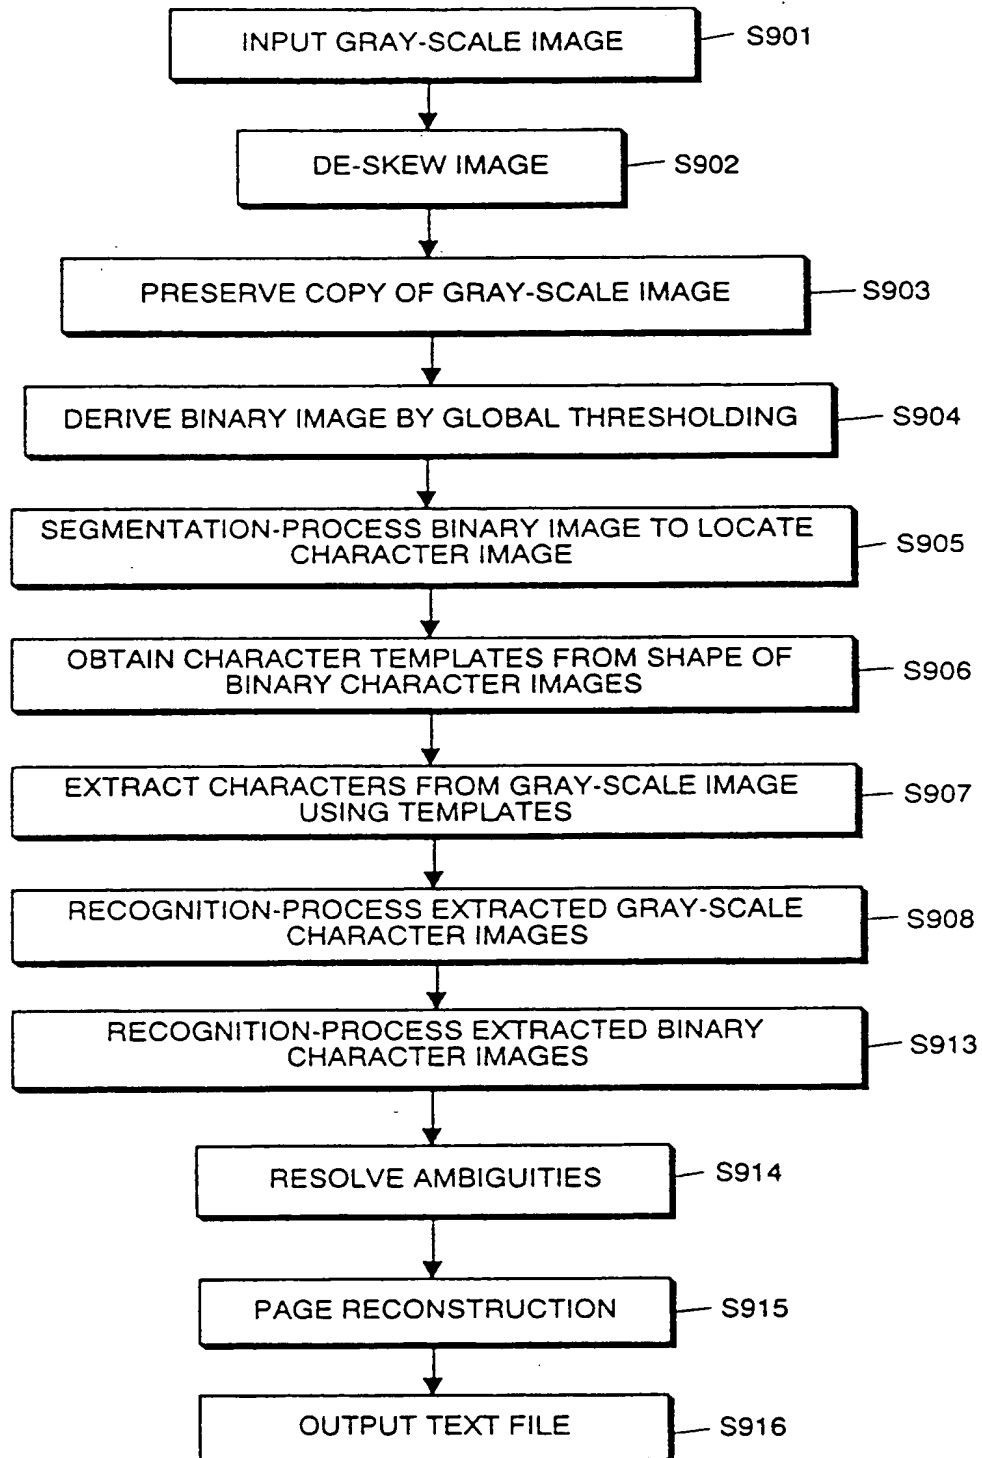 INPUT GRAY-SCALE IMAGE
S901
DE-SKEW IMAGE
S902
PRESERVE COPY OF GRAY-SCALE IMAGE
S903
DERIVE BINARY IMAGE BY GLOBAL THRESHOLDING
S904
SEGMENTATION-PROCESS BINARY IMAGE TO LOCATE
CHARACTER IMAGE
S905
OBTAIN CHARACTER TEMPLATES FROM SHAPE OF
BINARY CHARACTER IMAGES
S906
EXTRACT CHARACTERS FROM GRAY-SCALE IMAGE
USING TEMPLATES
S907
RECOGNITION-PROCESS EXTRACTED GRAY-SCALE
CHARACTER IMAGES
S908
RECOGNITION-PROCESS EXTRACTED BINARY
CHARACTER IMAGES
S913
RESOLVE AMBIGUITIES
S914
PAGE RECONSTRUCTION
S915
OUTPUT TEXT FILE
S916